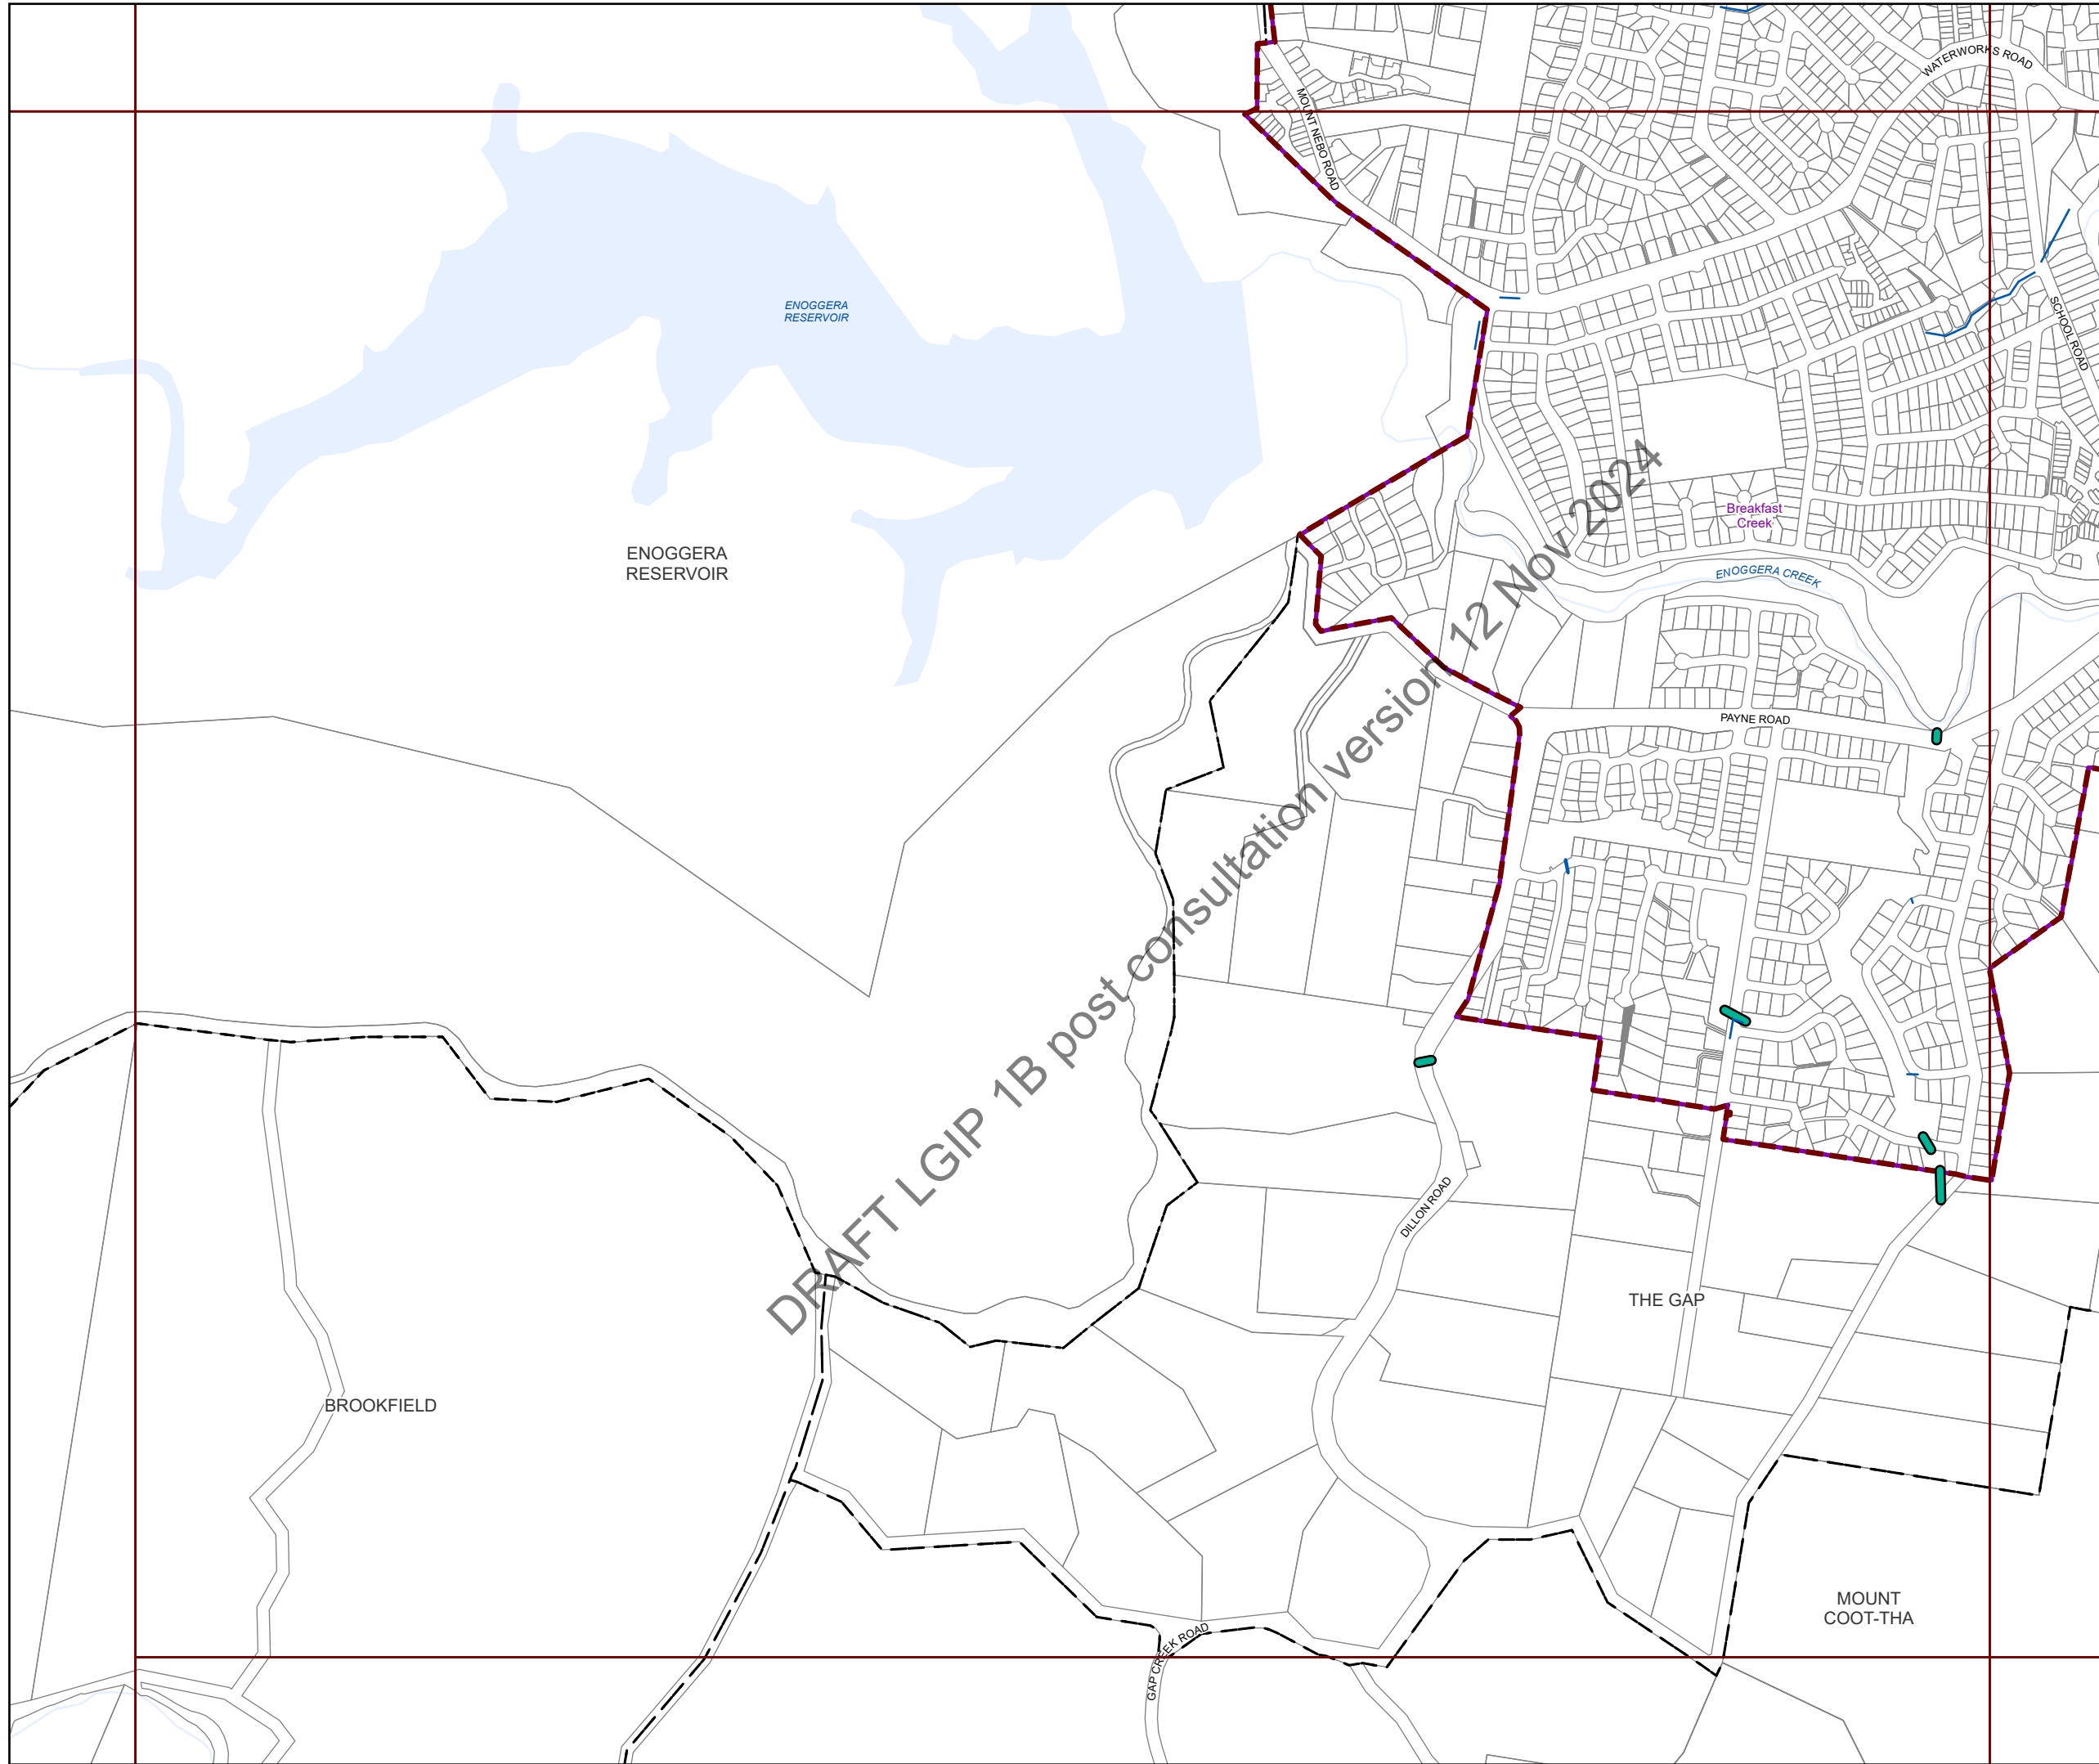 WATERWORKS ROAD
MOUNT NEBO ROAD
ENOGGERA
RESERVOIR
SCHOOL ROAD
Breakfast
Creek
ENOGGERA
RESERVOIR
ENOGGERA CREEK
PAYNE ROAD
DRAFT LGIP 1B post consultation version 12 Nov 2024
DILLON ROAD
THE GAP
BROOKFIELD
MOUNT
COOT-THA
GAP CREEK ROAD